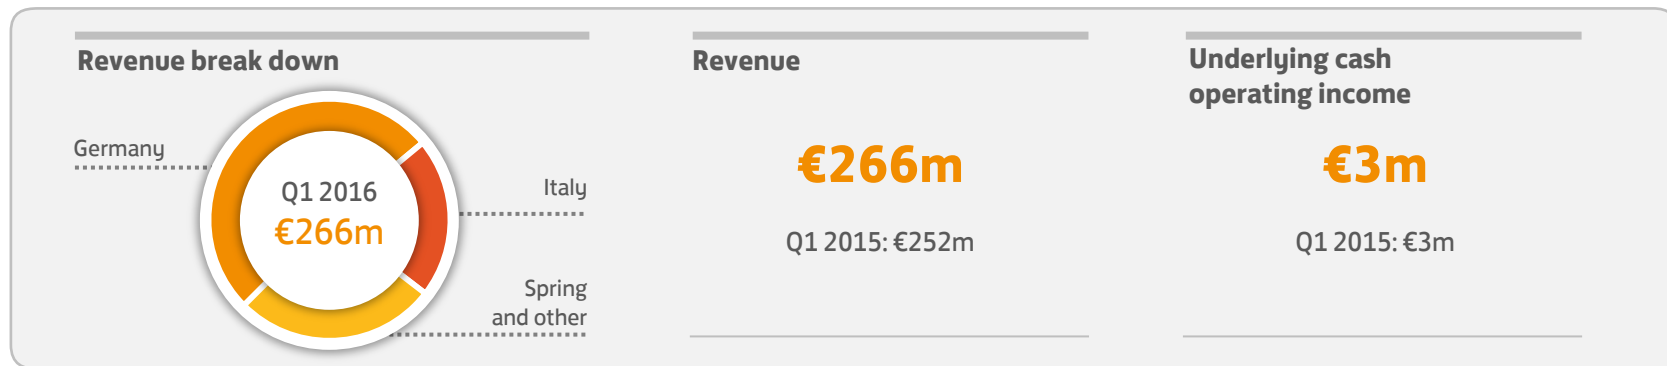 Revenue break down
Germany
Q1 2016
€266m
Italy
Spring
and other
Revenue
€266m
Q1 2015: €252m
Underlying cash
operating income
€3m
Q1 2015: €3m